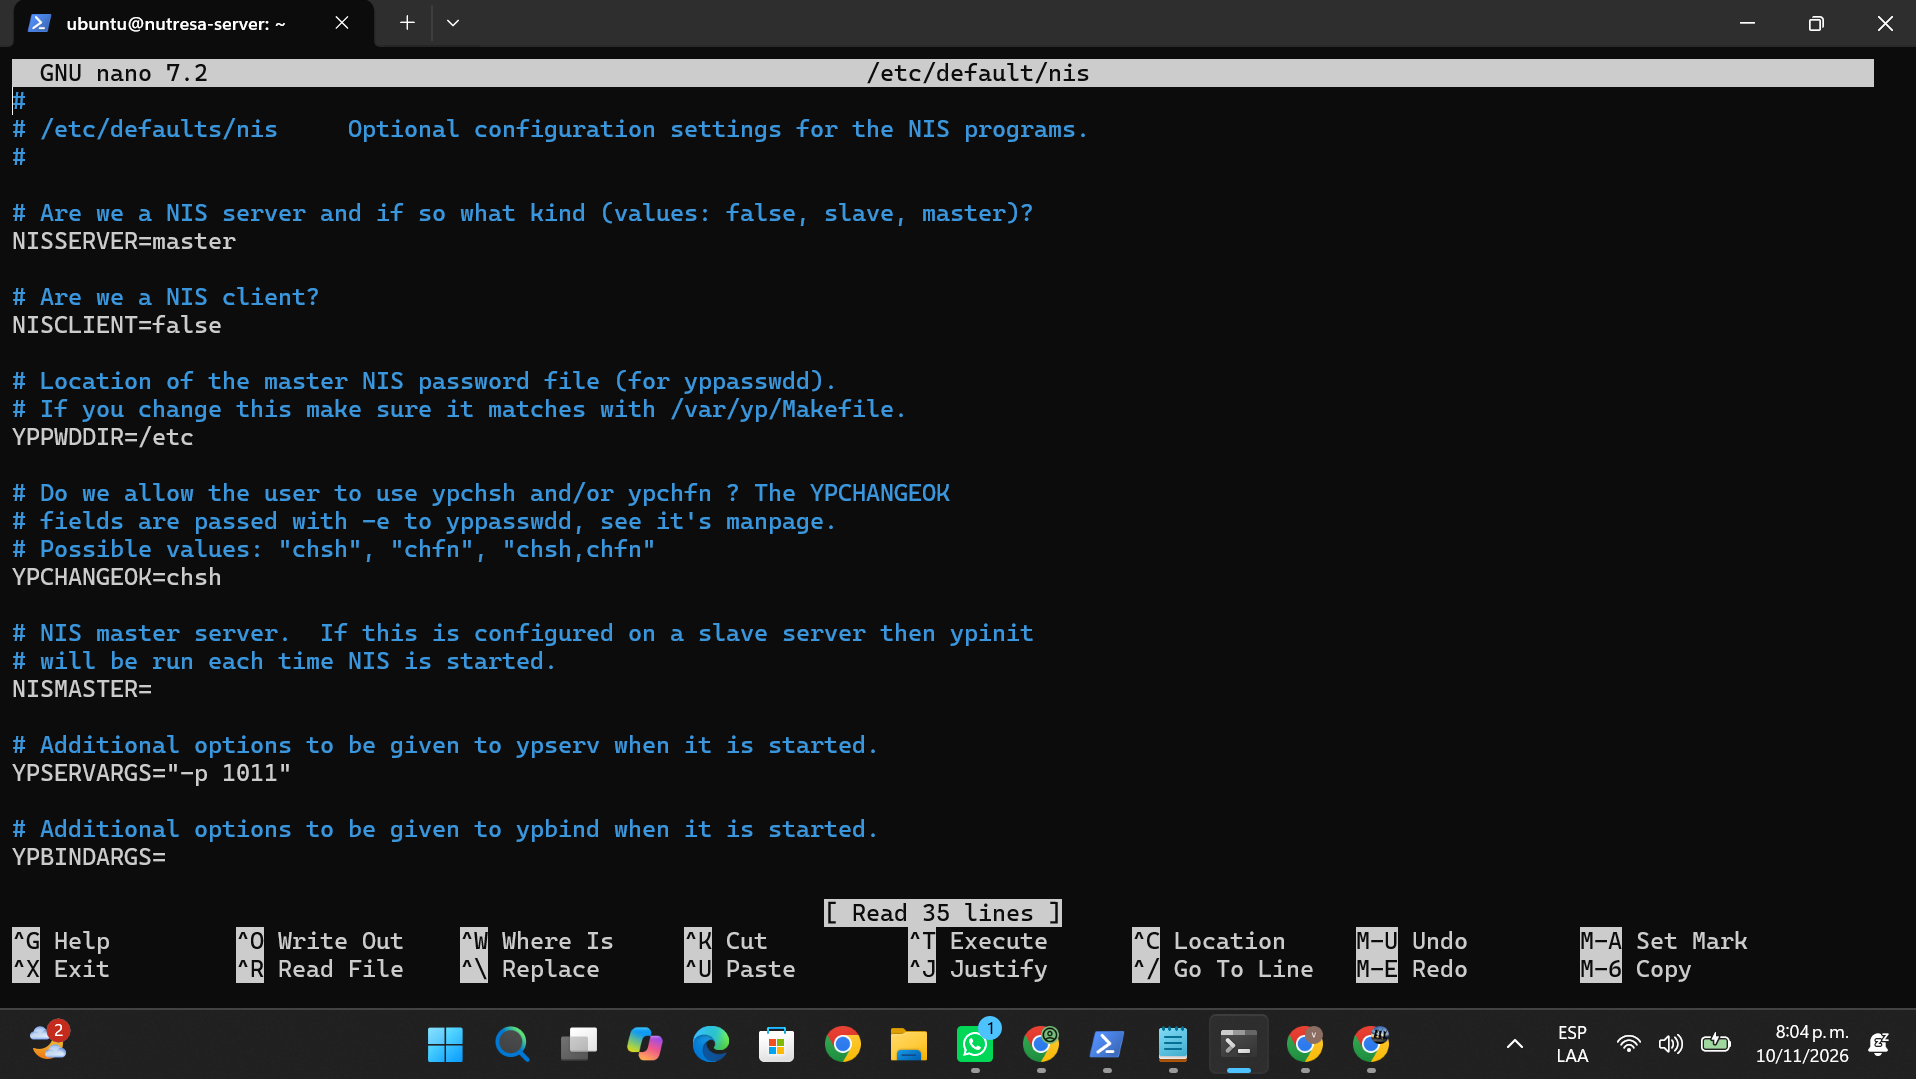 ubuntu@nutresa-server: ~
GNU nano 7.2 /etc/default/nis
#
# /etc/defaults/nis     Optional configuration settings for the NIS programs.
#
# Are we a NIS server and if so what kind (values: false, slave, master)?
NISSERVER=master
# Are we a NIS client?
NISCLIENT=false
# Location of the master NIS password file (for yppasswdd).
# If you change this make sure it matches with /var/yp/Makefile.
YPPWDDIR=/etc
# Do we allow the user to use ypchsh and/or ypchfn ? The YPCHANGEOK
# fields are passed with -e to yppasswdd, see it's manpage.
# Possible values: "chsh", "chfn", "chsh,chfn"
YPCHANGEOK=chsh
# NIS master server.  If this is configured on a slave server then ypinit
# will be run each time NIS is started.
NISMASTER=
# Additional options to be given to ypserv when it is started.
YPSERVARGS="-p 1011"
# Additional options to be given to ypbind when it is started.
YPBINDARGS=
[ Read 35 lines ]
^G Help ^O Write Out ^W Where Is ^K Cut ^T Execute ^C Location M-U Undo M-A Set Mark
^X Exit ^R Read File ^\ Replace ^U Paste ^J Justify ^/ Go To Line M-E Redo M-6 Copy
2
1
ESP
LAA
8:04 p. m.
10/11/2026